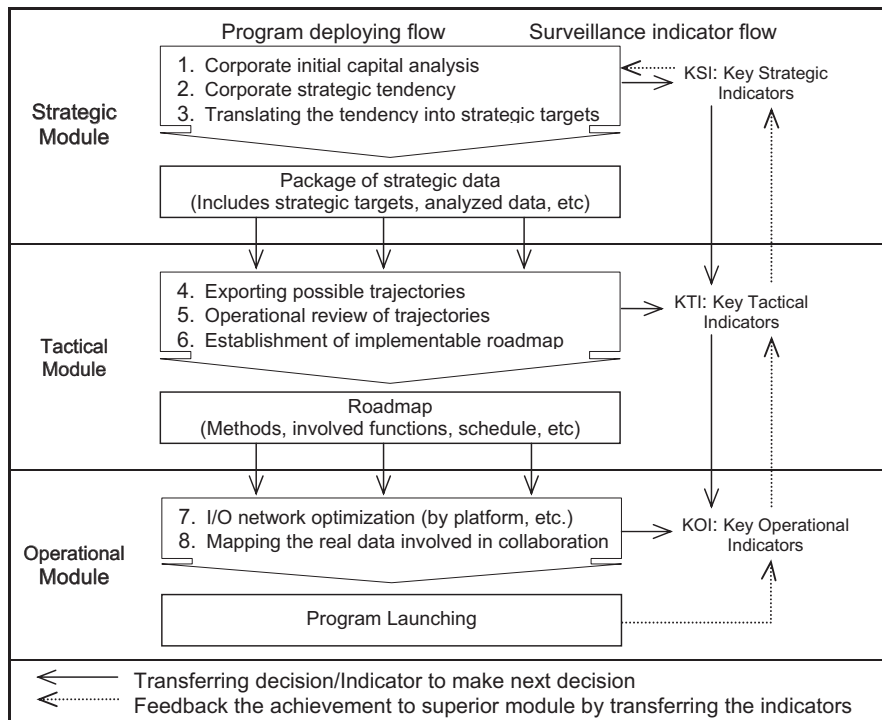 Program deploying flow
Surveillance indicator flow
Strategic
Module
1. Corporate initial capital analysis
2. Corporate strategic tendency
3. Translating the tendency into strategic targets
KSI: Key Strategic
Indicators
Package of strategic data
(Includes strategic targets, analyzed data, etc)
Tactical
Module
4. Exporting possible trajectories
5. Operational review of trajectories
6. Establishment of implementable roadmap
KTI: Key Tactical
Indicators
Roadmap
(Methods, involved functions, schedule, etc)
Operational
Module
7. I/O network optimization (by platform, etc.)
8. Mapping the real data involved in collaboration
KOI: Key Operational
Indicators
Program Launching
Transferring decision/Indicator to make next decision
Feedback the achievement to superior module by transferring the indicators